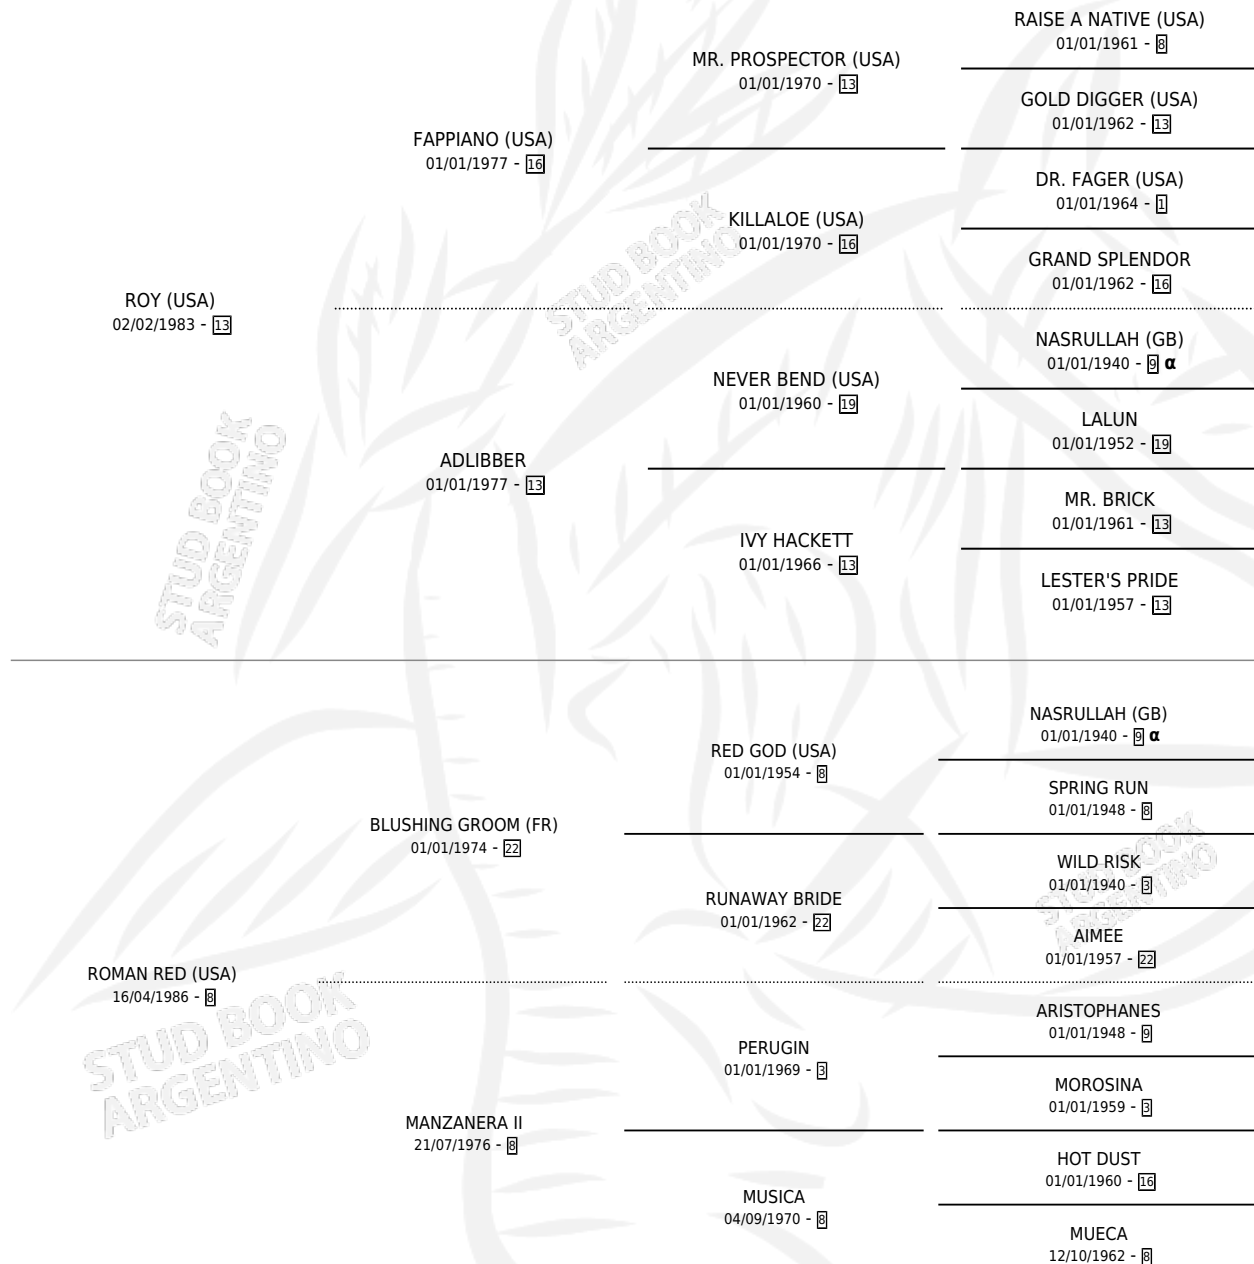 RAISE A NATIVE (USA)
01/01/1961 - 8
MR. PROSPECTOR (USA)
01/01/1970 - 13
GOLD DIGGER (USA)
01/01/1962 - 13
FAPPIANO (USA)
01/01/1977 - 16
DR. FAGER (USA)
01/01/1964 - 1
KILLALOE (USA)
01/01/1970 - 16
GRAND SPLENDOR
01/01/1962 - 16
ROY (USA)
02/02/1983 - 13
NASRULLAH (GB)
01/01/1940 - 9 α
NEVER BEND (USA)
01/01/1960 - 19
LALUN
01/01/1952 - 19
ADLIBBER
01/01/1977 - 13
MR. BRICK
01/01/1961 - 13
IVY HACKETT
01/01/1966 - 13
LESTER'S PRIDE
01/01/1957 - 13
NASRULLAH (GB)
01/01/1940 - 9 α
RED GOD (USA)
01/01/1954 - 8
SPRING RUN
01/01/1948 - 8
BLUSHING GROOM (FR)
01/01/1974 - 22
WILD RISK
01/01/1940 - 3
RUNAWAY BRIDE
01/01/1962 - 22
AIMEE
01/01/1957 - 22
ROMAN RED (USA)
16/04/1986 - 8
ARISTOPHANES
01/01/1948 - 9
PERUGIN
01/01/1969 - 3
MOROSINA
01/01/1959 - 3
MANZANERA II
21/07/1976 - 8
HOT DUST
01/01/1960 - 16
MUSICA
04/09/1970 - 8
MUECA
12/10/1962 - 8
STUD BOOK
ARGENTINO
STUD BOOK
ARGENTINO
STUD BOOK
ARGENTINO
STUD BOOK
ARGENTINO